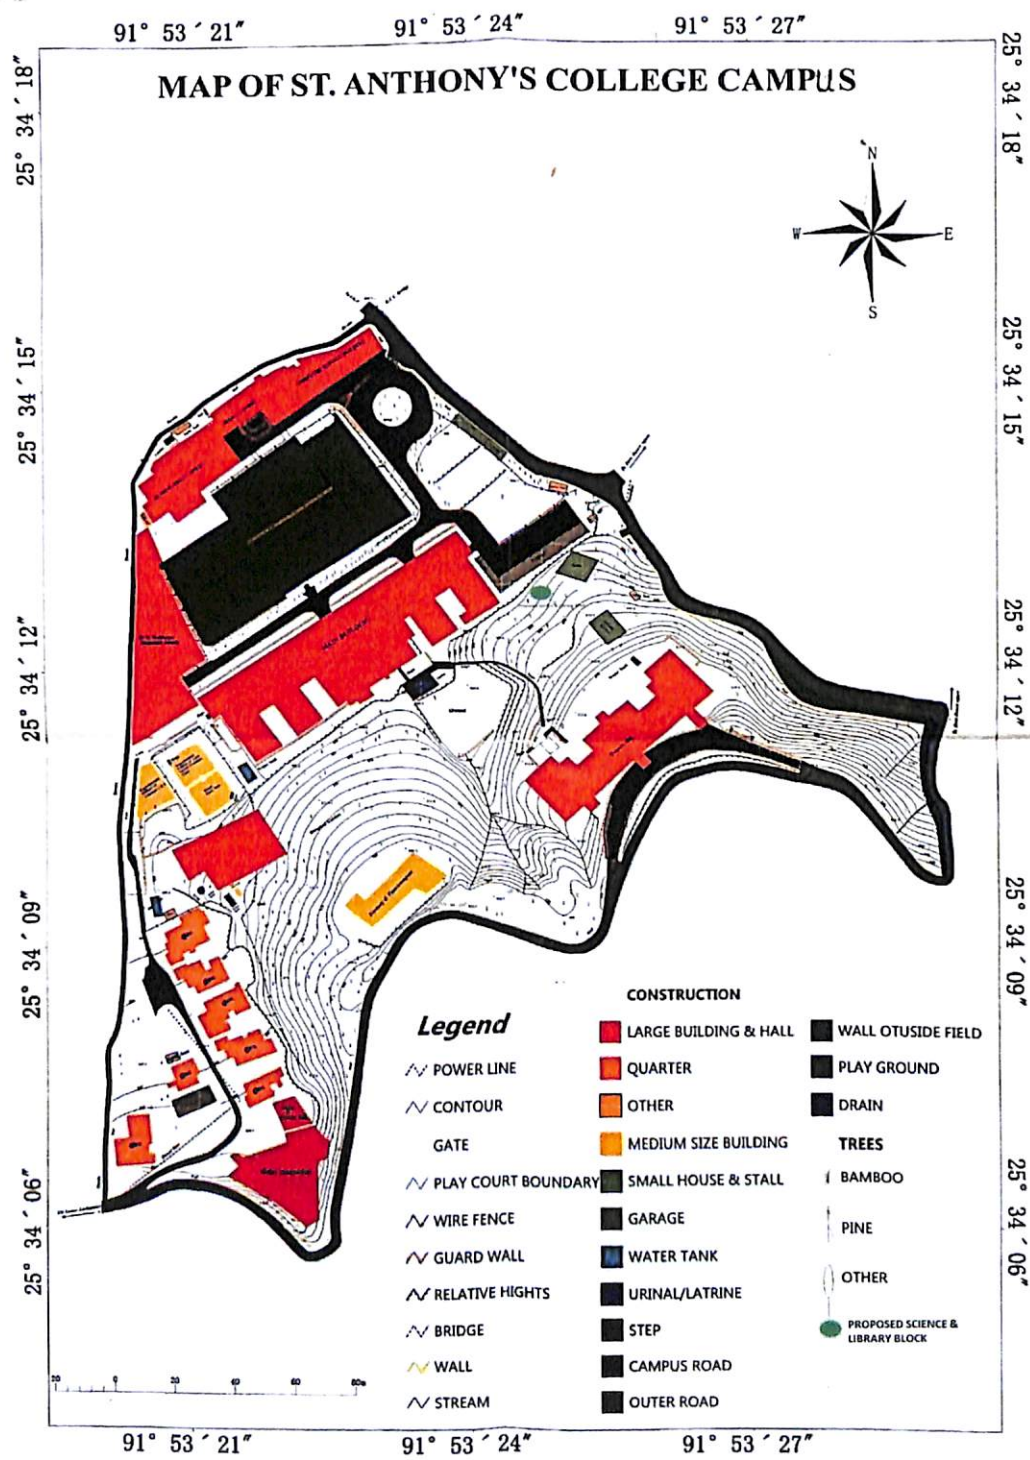 91° 53′ 21″
91° 53′ 24″
91° 53′ 27″
MAP OF ST. ANTHONY'S COLLEGE CAMPUS
25° 34′ 18″
25° 34′ 18″
N
W
E
S
25° 34′ 15″
25° 34′ 15″
25° 34′ 12″
25° 34′ 12″
MAIN BUILDING
25° 34′ 09″
25° 34′ 09″
25° 34′ 06″
25° 34′ 06″
Legend
POWER LINE
CONTOUR
GATE
PLAY COURT BOUNDARY
WIRE FENCE
GUARD WALL
RELATIVE HIGHTS
BRIDGE
WALL
STREAM
CONSTRUCTION
LARGE BUILDING & HALL
QUARTER
OTHER
MEDIUM SIZE BUILDING
SMALL HOUSE & STALL
GARAGE
WATER TANK
URINAL/LATRINE
STEP
CAMPUS ROAD
OUTER ROAD
WALL OTUSIDE FIELD
PLAY GROUND
DRAIN
TREES
BAMBOO
PINE
OTHER
PROPOSED SCIENCE &
LIBRARY BLOCK
20 0 20 40 60 80m
91° 53′ 21″
91° 53′ 24″
91° 53′ 27″